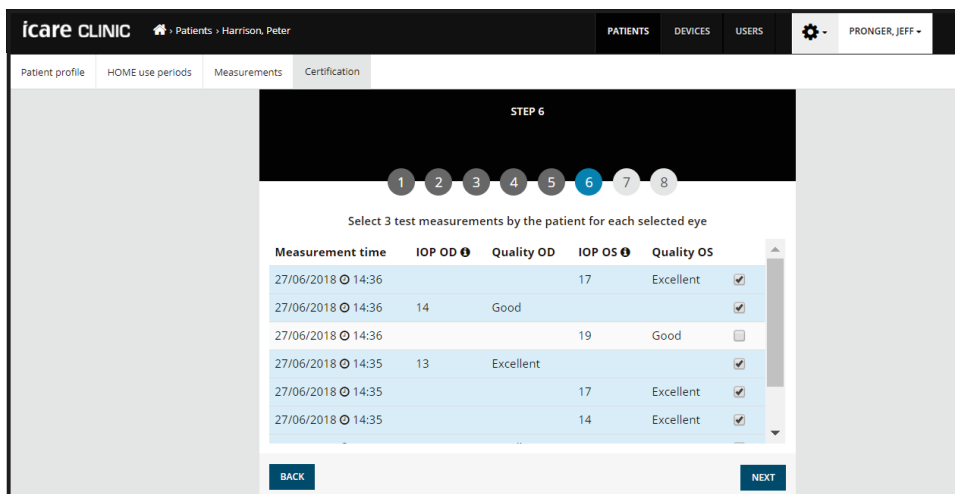 icare CLINIC › Patients › Harrison, Peter PATIENTS DEVICES USERS PRONGER, JEFF
Patient profile HOME use periods Measurements Certification
STEP 6
1 2 3 4 5 6 7 8
Select 3 test measurements by the patient for each selected eye
Measurement time IOP OD Quality OD IOP OS Quality OS
27/06/2018 14:36 17 Excellent
27/06/2018 14:36 14 Good
27/06/2018 14:36 19 Good
27/06/2018 14:35 13 Excellent
27/06/2018 14:35 17 Excellent
27/06/2018 14:35 14 Excellent
BACK NEXT